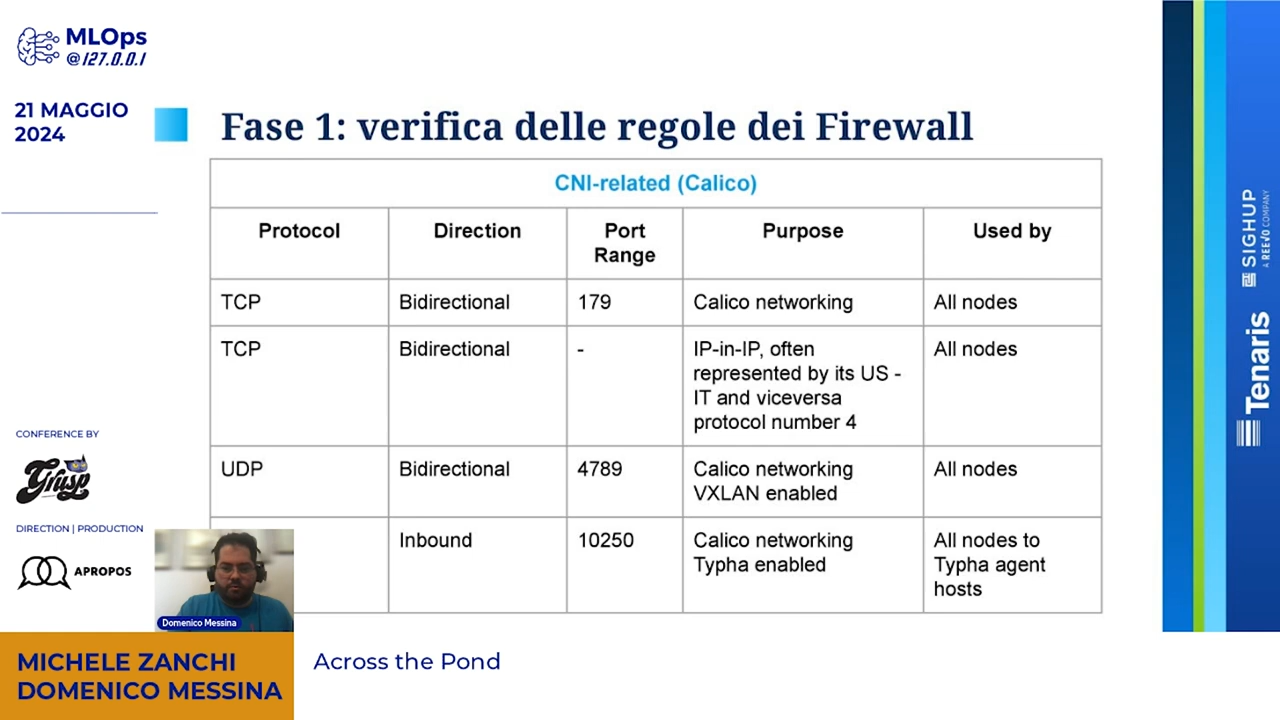 MLOps
@127.0.0.1
21 MAGGIO
2024
Fase 1: verifica delle regole dei Firewall
CNI-related (Calico)
Protocol Direction Port Range Purpose Used by
TCP Bidirectional 179 Calico networking All nodes
TCP Bidirectional - IP-in-IP, often
represented by its US -
IT and viceversa
protocol number 4
All nodes
UDP Bidirectional 4789 Calico networking
VXLAN enabled
All nodes
Inbound 10250 Calico networking
Typha enabled
All nodes to
Typha agent
hosts
CONFERENCE BY
Grusp
DIRECTION | PRODUCTION
APROPOS
Domenico Messina
MICHELE ZANCHI
DOMENICO MESSINA
Across the Pond
SIGHUP
A REEVO COMPANY
Tenaris